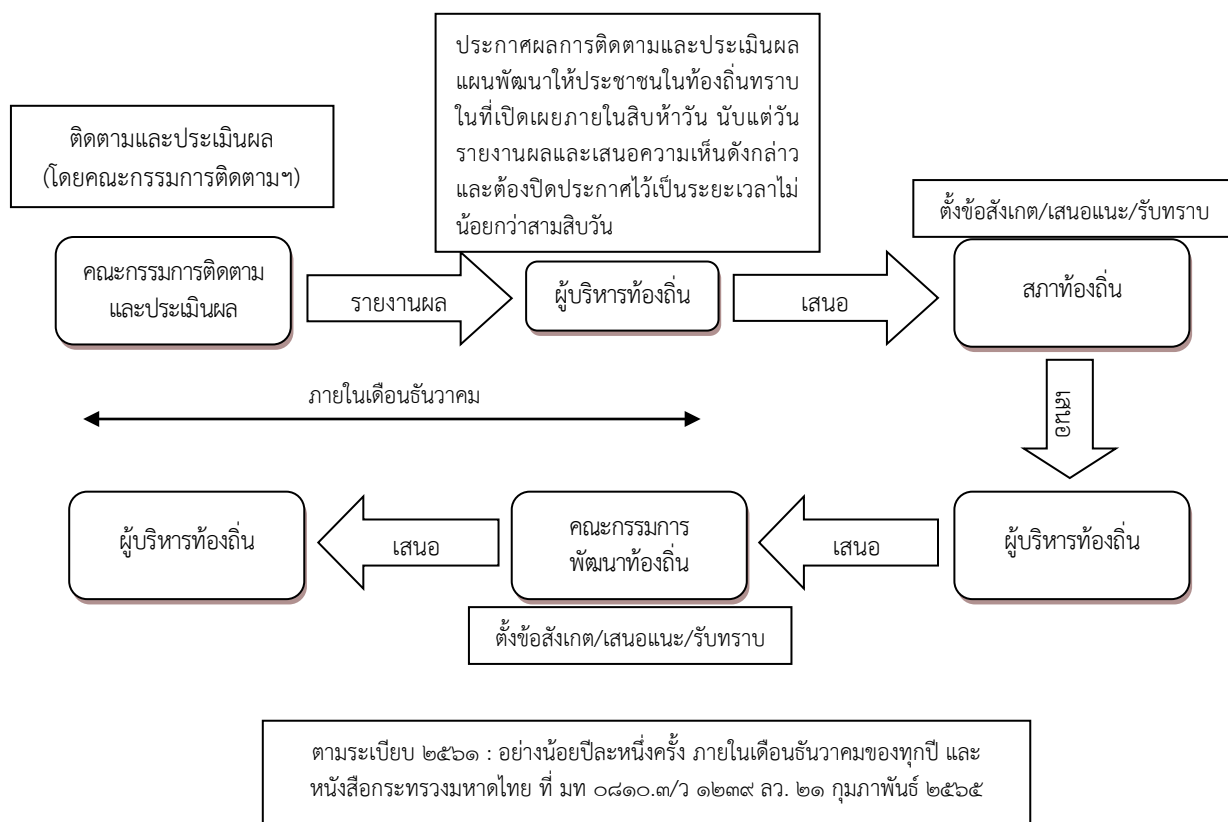 ประกาศผลการติดตามและประเมินผล
แผนพัฒนาให้ประชาชนในท้องถิ่นทราบ
ในที่เปิดเผยภายในสิบห้าวัน นับแต่วัน
รายงานผลและเสนอความเห็นดังกล่าว
และต้องปิดประกาศไว้เป็นระยะเวลาไม่
น้อยกว่าสามสิบวัน
ติดตามและประเมินผล
(โดยคณะกรรมการติดตามฯ)
ตั้งข้อสังเกต/เสนอแนะ/รับทราบ
คณะกรรมการติดตาม
และประเมินผล
รายงานผล
ผู้บริหารท้องถิ่น
เสนอ
สภาท้องถิ่น
ภายในเดือนธันวาคม
เสนอ
ผู้บริหารท้องถิ่น
เสนอ
คณะกรรมการ
พัฒนาท้องถิ่น
เสนอ
ผู้บริหารท้องถิ่น
ตั้งข้อสังเกต/เสนอแนะ/รับทราบ
ตามระเบียบ ๒๕๖๑ : อย่างน้อยปีละหนึ่งครั้ง ภายในเดือนธันวาคมของทุกปี และ
หนังสือกระทรวงมหาดไทย ที่ มท ๐๘๑๐.๓/ว ๑๒๓๙ ลว. ๒๑ กุมภาพันธ์ ๒๕๖๕